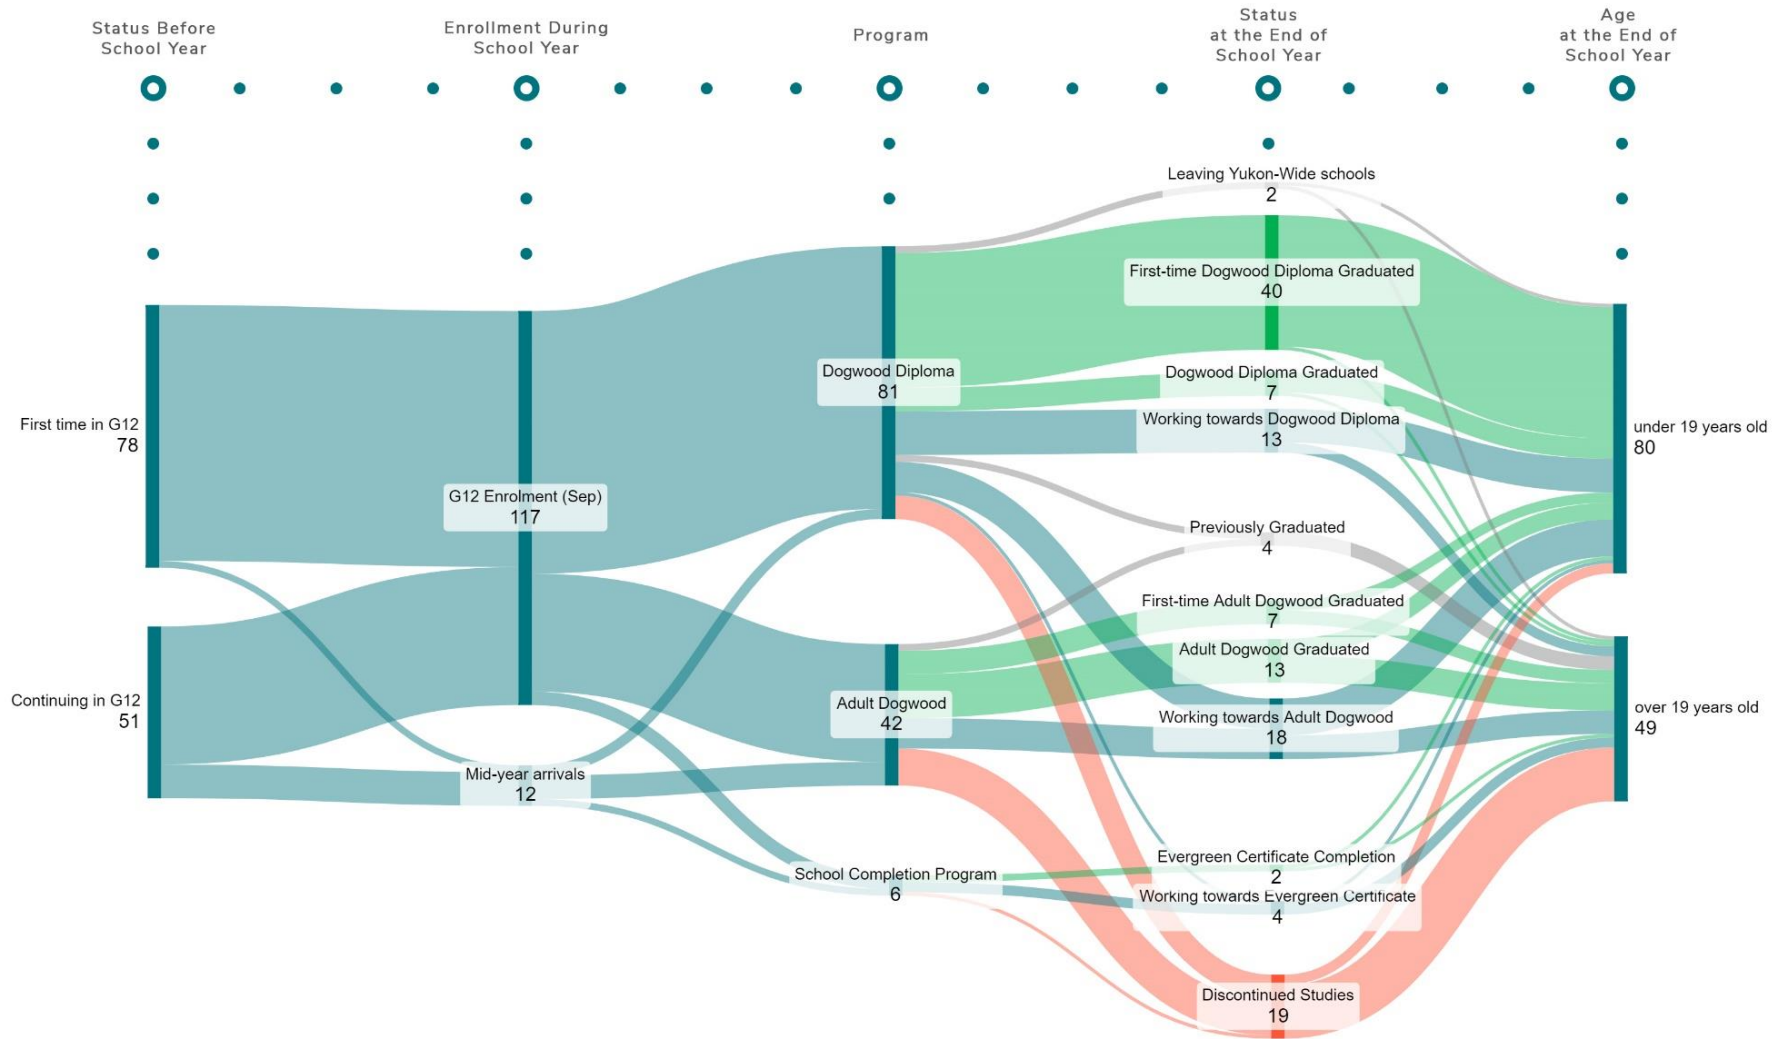 Status Before
School Year
Enrollment During
School Year
Program
Status
at the End of
School Year
Age
at the End of
School Year
Leaving Yukon-Wide schools
2
First-time Dogwood Diploma Graduated
40
Dogwood Diploma
81
Dogwood Diploma Graduated
7
Working towards Dogwood Diploma
13
First time in G12
78
under 19 years old
80
G12 Enrolment (Sep)
117
Previously Graduated
4
First-time Adult Dogwood Graduated
7
Adult Dogwood Graduated
13
Continuing in G12
51
Adult Dogwood
42
Working towards Adult Dogwood
18
over 19 years old
49
Mid-year arrivals
12
School Completion Program
6
Evergreen Certificate Completion
2
Working towards Evergreen Certificate
4
Discontinued Studies
19